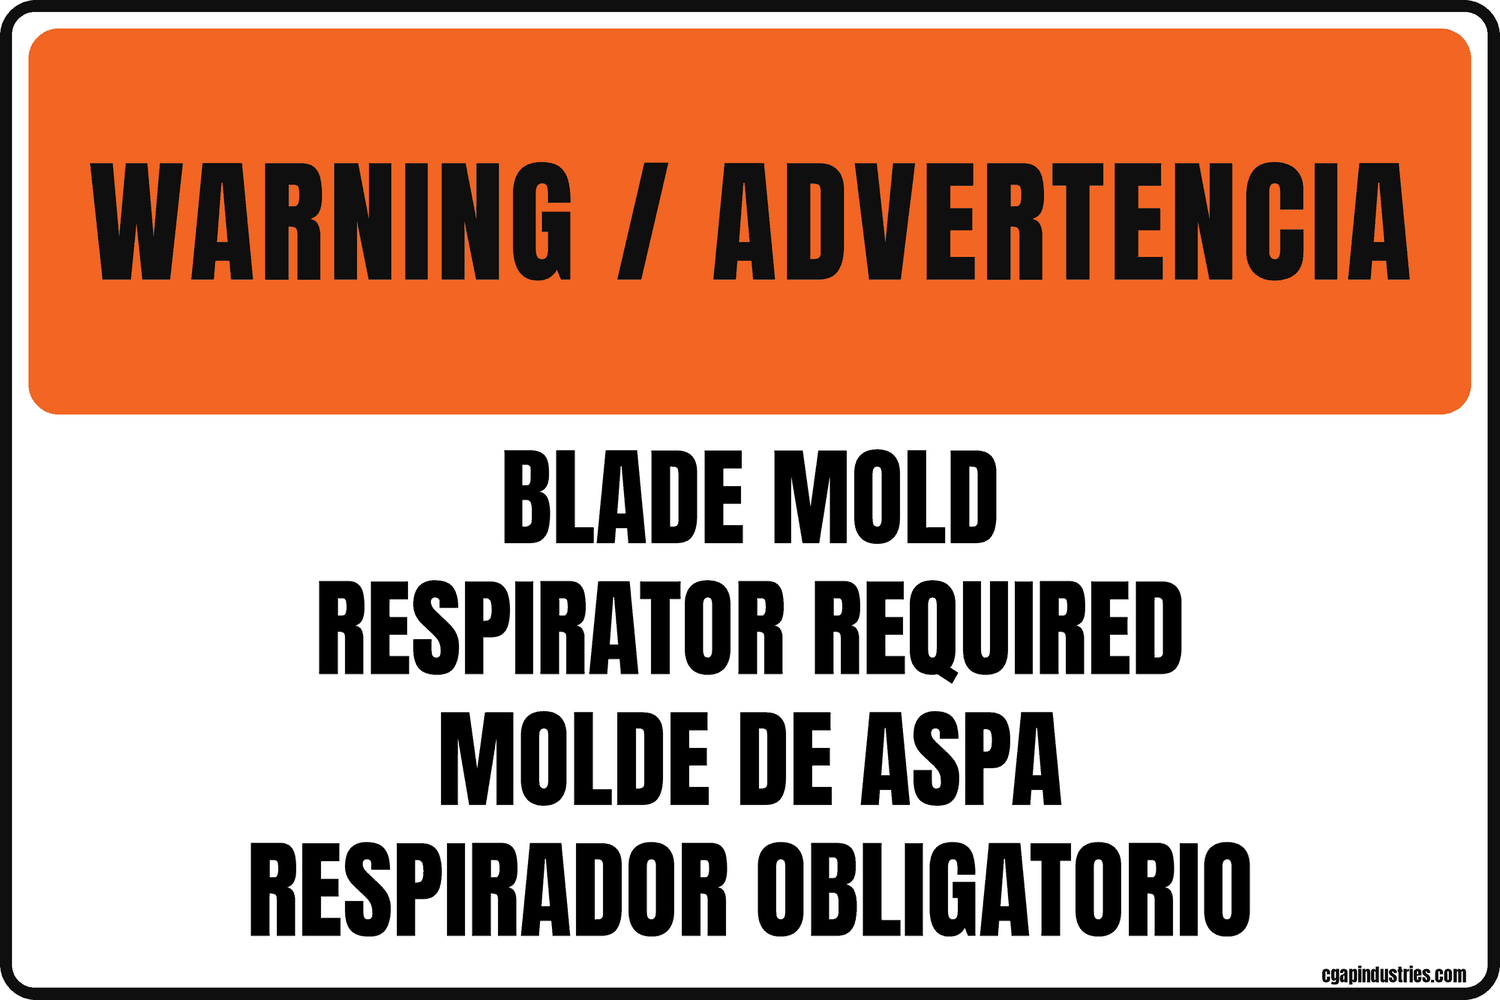 WARNING / ADVERTENCIA
BLADE MOLD
RESPIRATOR REQUIRED
MOLDE DE ASPA
RESPIRADOR OBLIGATORIO
cgapindustries.com